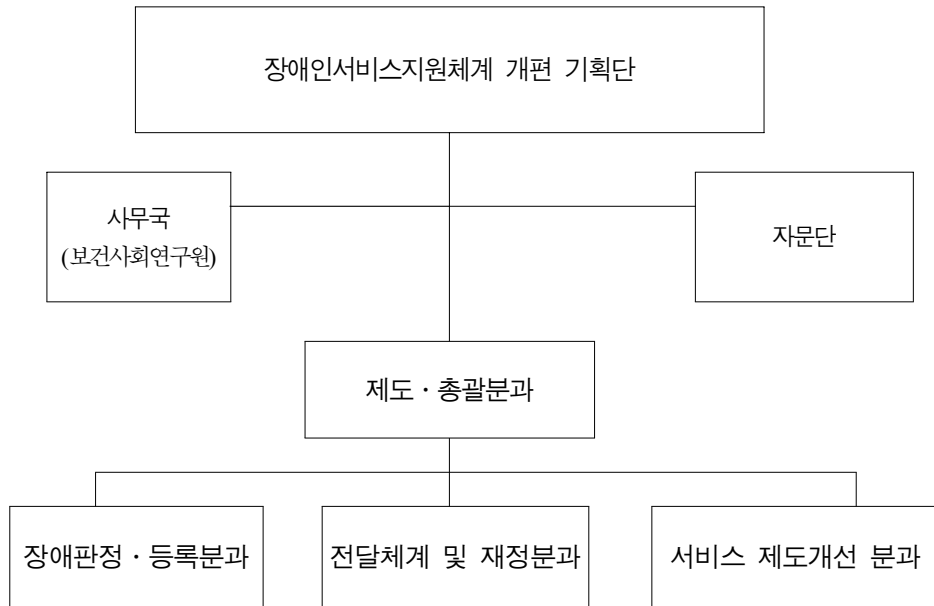 장애인서비스지원체계 개편 기획단
사무국
(보건사회연구원)
자문단
제도・총괄분과
장애판정・등록분과
전달체계 및 재정분과
서비스 제도개선 분과